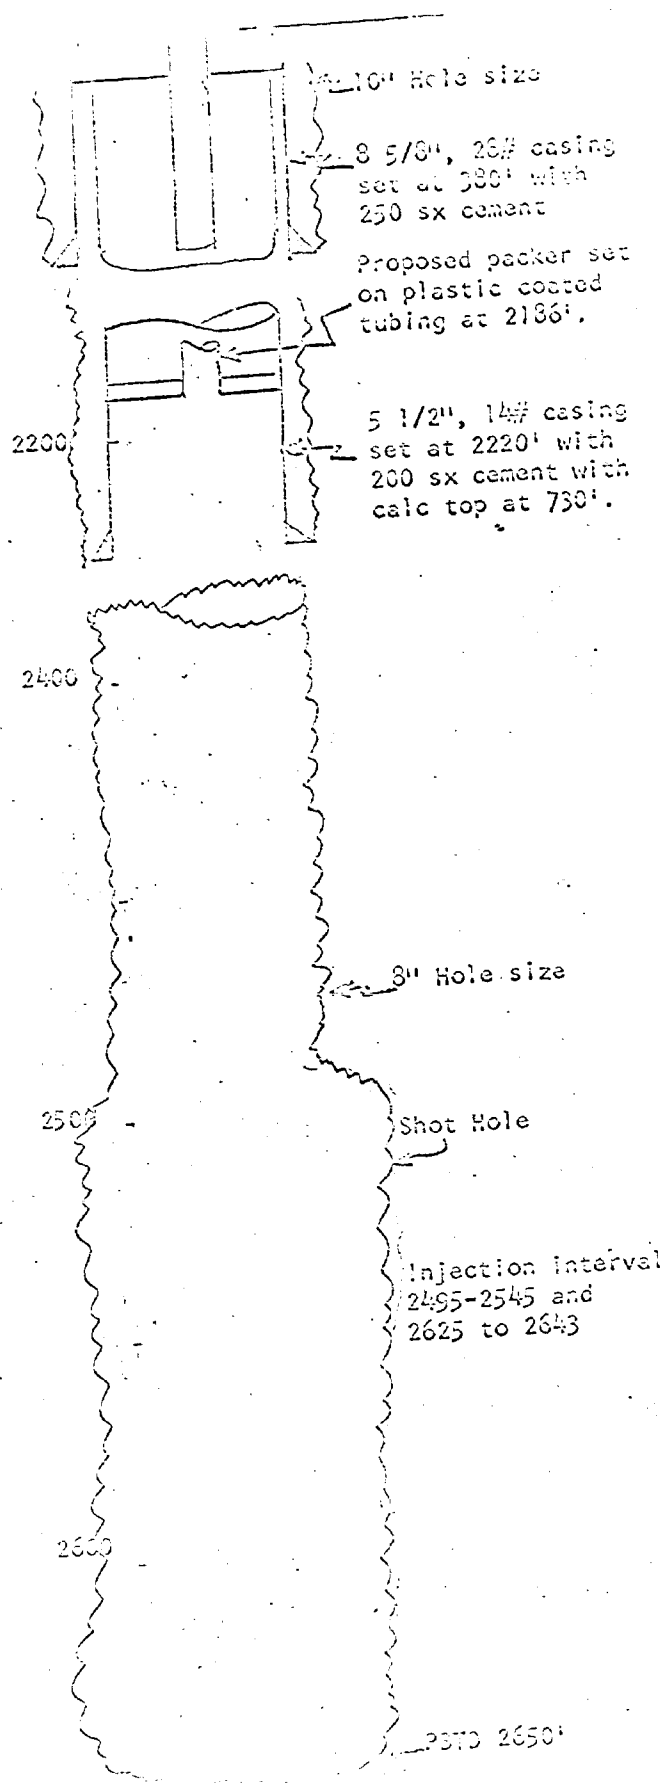 10" Hole size
8 5/8", 28# casing
set at 380' with
250 sx cement
Proposed packer set
on plastic coated
tubing at 2186'.
2200
5 1/2", 14# casing
set at 2220' with
200 sx cement with
calc top at 730'.
2400
8" Hole size
2500
Shot Hole
Injection interval
2495-2545 and
2625 to 2643
2600
PBTD 2650'